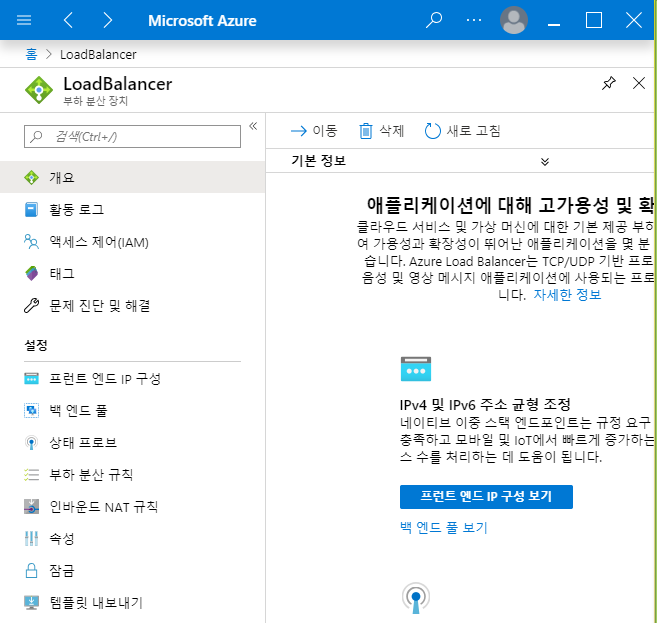 Microsoft Azure
홈 > LoadBalancer
LoadBalancer
부하 분산 장치
검색(Ctrl+/)
개요
활동 로그
액세스 제어(IAM)
태그
문제 진단 및 해결
설정
프런트 엔드 IP 구성
백 엔드 풀
상태 프로브
부하 분산 규칙
인바운드 NAT 규칙
속성
잠금
템플릿 내보내기
이동 삭제 새로 고침
기본 정보
애플리케이션에 대해 고가용성 및 확
클라우드 서비스 및 가상 머신에 대한 기본 제공 부하
여 가용성과 확장성이 뛰어난 애플리케이션을 몇 분
습니다. Azure Load Balancer는 TCP/UDP 기반 프로
음성 및 영상 메시지 애플리케이션에 사용되는 프로
니다. 자세한 정보
IPv4 및 IPv6 주소 균형 조정
네이티브 이중 스택 엔드포인트는 규정 요구
충족하고 모바일 및 IoT에서 빠르게 증가하는
스 수를 처리하는 데 도움이 됩니다.
프런트 엔드 IP 구성 보기
백 엔드 풀 보기